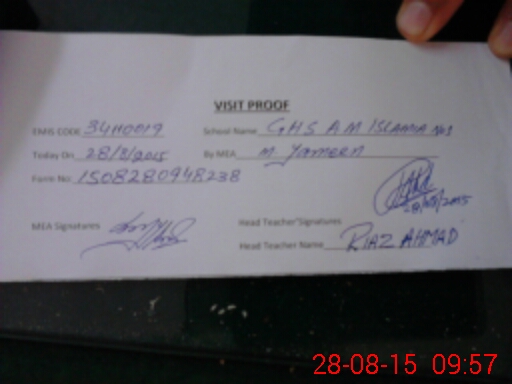 VISIT PROOF
EMIS CODE 34110019 School Name GHS A M ISLAMIA No1
Today On 28/8/2015 By MEA M Yameen
Form No 1508280948238
28/08/2015
MEA Signatures Head Teacher'Signatures
Head Teacher Name RIAZ AHMAD
28-08-15 09:57